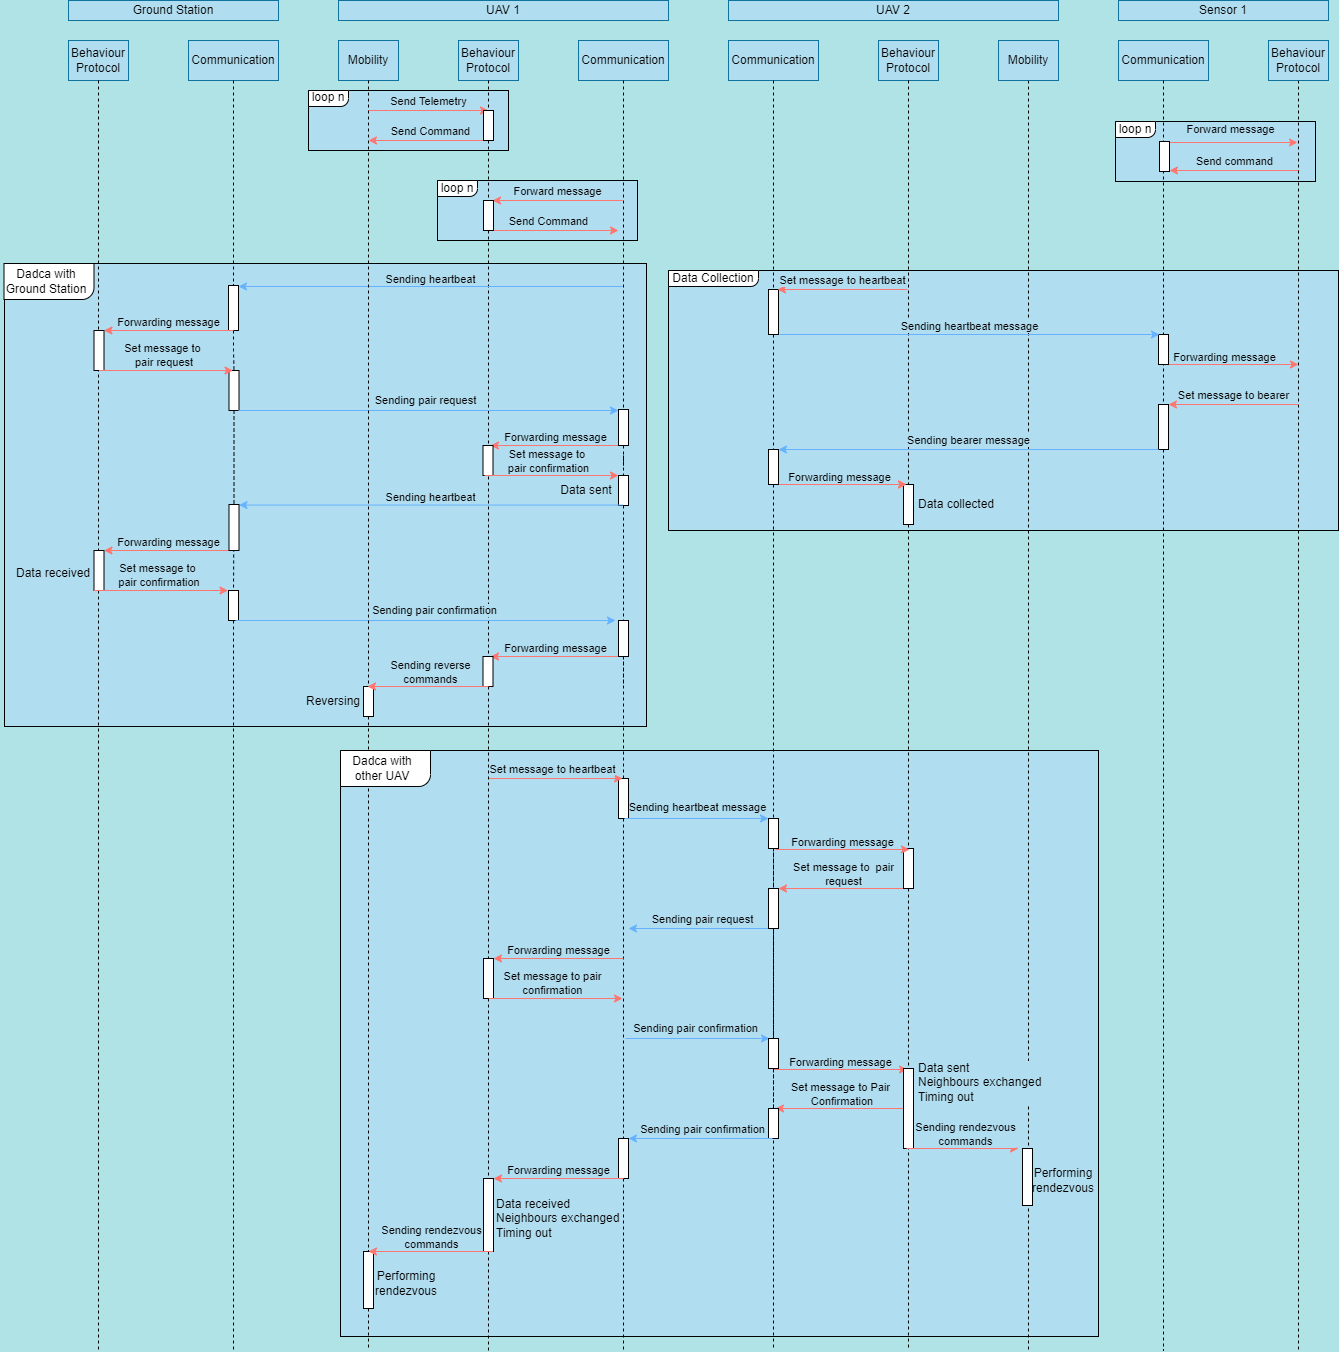 Ground Station
UAV 1
UAV 2
Sensor 1
Behaviour
Protocol
Communication
Mobility
Behaviour
Protocol
Communication
Communication
Behaviour
Protocol
Mobility
Communication
Behaviour
Protocol
loop n
Send Telemetry
Send Command
loop n
Forward message
Send command
loop n
Forward message
Send Command
Dadca with
Ground Station
Sending heartbeat
Forwarding message
Set message to
pair request
Sending pair request
Forwarding message
Set message to
pair confirmation
Data sent
Sending heartbeat
Forwarding message
Data received
Set message to
pair confirmation
Sending pair confirmation
Forwarding message
Sending reverse
commands
Reversing
Data Collection
Set message to heartbeat
Sending heartbeat message
Forwarding message
Set message to bearer
Sending bearer message
Forwarding message
Data collected
Dadca with
other UAV
Set message to heartbeat
Sending heartbeat message
Forwarding message
Set message to  pair
request
Sending pair request
Forwarding message
Set message to pair
confirmation
Sending pair confirmation
Forwarding message
Data sent
Neighbours exchanged
Timing out
Set message to Pair
Confirmation
Sending pair confirmation
Sending rendezvous
commands
Performing
rendezvous
Forwarding message
Data received
Neighbours exchanged
Timing out
Sending rendezvous
commands
Performing
rendezvous